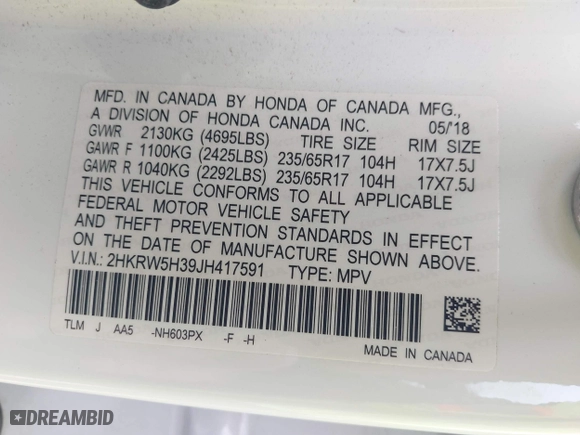 MFD. IN CANADA BY HONDA OF CANADA MFG.,
A DIVISION OF HONDA CANADA INC. 05/'18
GVWR 2130KG (4695LBS) TIRE SIZE RIM SIZE
GAWR F 1100KG (2425LBS) 235/65R17 104H 17X7.5J
GAWR R 1040KG (2292LBS) 235/65R17 104H 17X7.5J
THIS VEHICLE CONFORMS TO ALL APPLICABLE
FEDERAL MOTOR VEHICLE SAFETY
AND THEFT PREVENTION STANDARDS IN EFFECT
ON THE DATE OF MANUFACTURE SHOWN ABOVE.
V.I.N.: 2HKRW5H39JH417591 TYPE: MPV
TLM J AA5 -NH603PX -F -H
MADE IN CANADA
DREAMBID